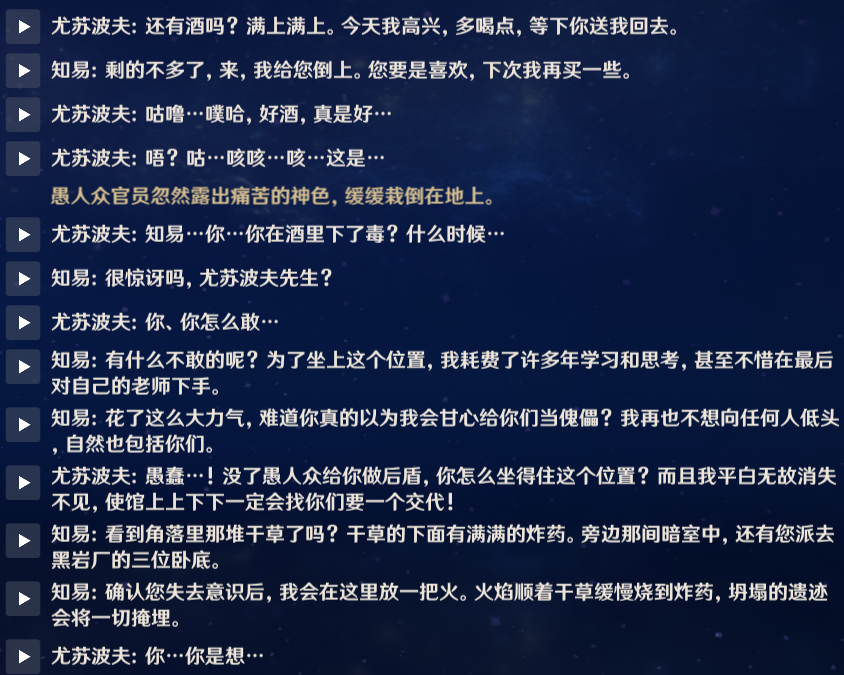 尤苏波夫: 还有酒吗? 满上满上。今天我高兴, 多喝点, 等下你送我回去。
知易: 剩的不多了, 来, 我给您倒上。您要是喜欢, 下次我再买一些。
尤苏波夫: 咕噜…噗哈, 好酒, 真是好…
尤苏波夫: 唔? 咕…咳咳…咳…这是…
愚人众官员忽然露出痛苦的神色, 缓缓栽倒在地上。
尤苏波夫: 知易…你…你在酒里下了毒? 什么时候…
知易: 很惊讶吗, 尤苏波夫先生?
尤苏波夫: 你、你怎么敢…
知易: 有什么不敢的呢? 为了坐上这个位置, 我耗费了许多年学习和思考, 甚至不惜在最后
对自己的老师下手。
知易: 花了这么大力气, 难道你真的以为我会甘心给你们当傀儡? 我再也不想向任何人低头
, 自然也包括你们。
尤苏波夫: 愚蠢…! 没了愚人众给你做后盾, 你怎么坐得住这个位置? 而且我平白无故消失
不见, 使馆上上下下一定会找你们要一个交代!
知易: 看到角落里那堆干草了吗? 干草的下面有满满的炸药。旁边那间暗室中, 还有您派去
黑岩厂的三位卧底。
知易: 确认您失去意识后, 我会在这里放一把火。火焰顺着干草缓慢烧到炸药, 坍塌的遗迹
会将一切掩埋。
尤苏波夫: 你…你是想…